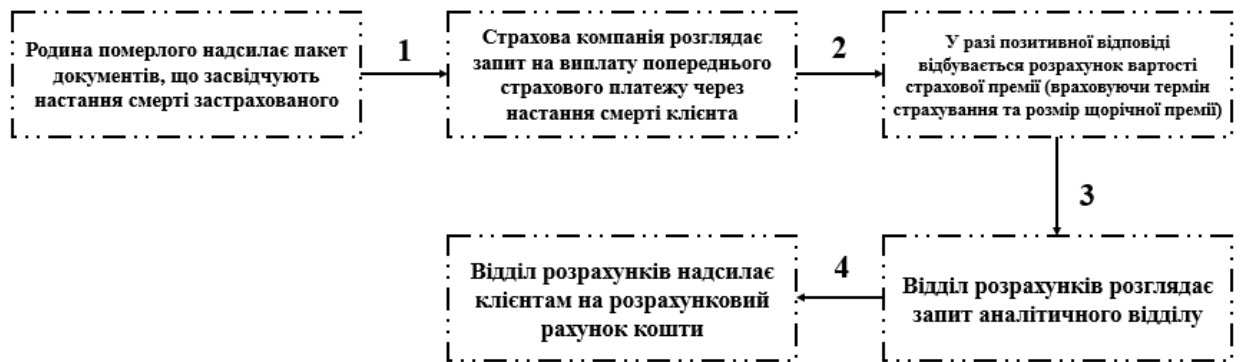 Родина померлого надсилає пакет
документів, що засвідчують
настання смерті застрахованого
1
Страхова компанія розглядає
запит на виплату попереднього
страхового платежу через
настання смерті клієнта
2
У разі позитивної відповіді
відбувається розрахунок вартості
страхової премії (враховуючи термін
страхування та розмір щорічної премії)
3
Відділ розрахунків розглядає
запит аналітичного відділу
4
Відділ розрахунків надсилає
клієнтам на розрахунковий
рахунок кошти